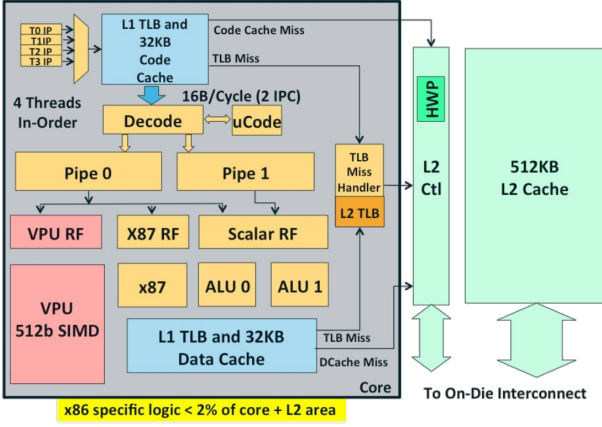 T0 IP
T1IP
T2 IP
T3 IP
4 Threads
In-Order
L1 TLB and
32KB
Code
Cache
Code Cache Miss
TLB Miss
16B/Cycle (2 IPC)
Decode
uCode
Pipe 0
Pipe 1
TLB
Miss
Handler
L2 TLB
VPU RF
X87 RF
Scalar RF
VPU
512b SIMD
x87
ALU 0
ALU 1
L1 TLB and 32KB
Data Cache
TLB Miss
DCache Miss
Core
HWP
L2
Ctl
512KB
L2 Cache
To On-Die Interconnect
x86 specific logic < 2% of core + L2 area